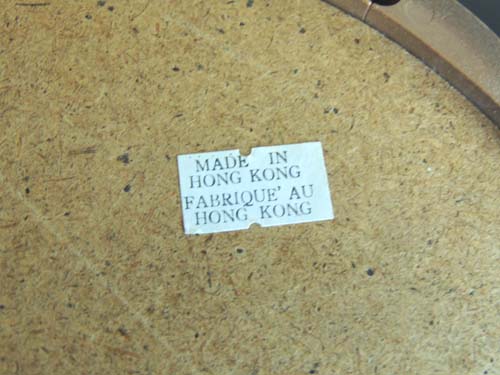 MADE IN
HONG KONG
FABRIQUE' AU
HONG KONG